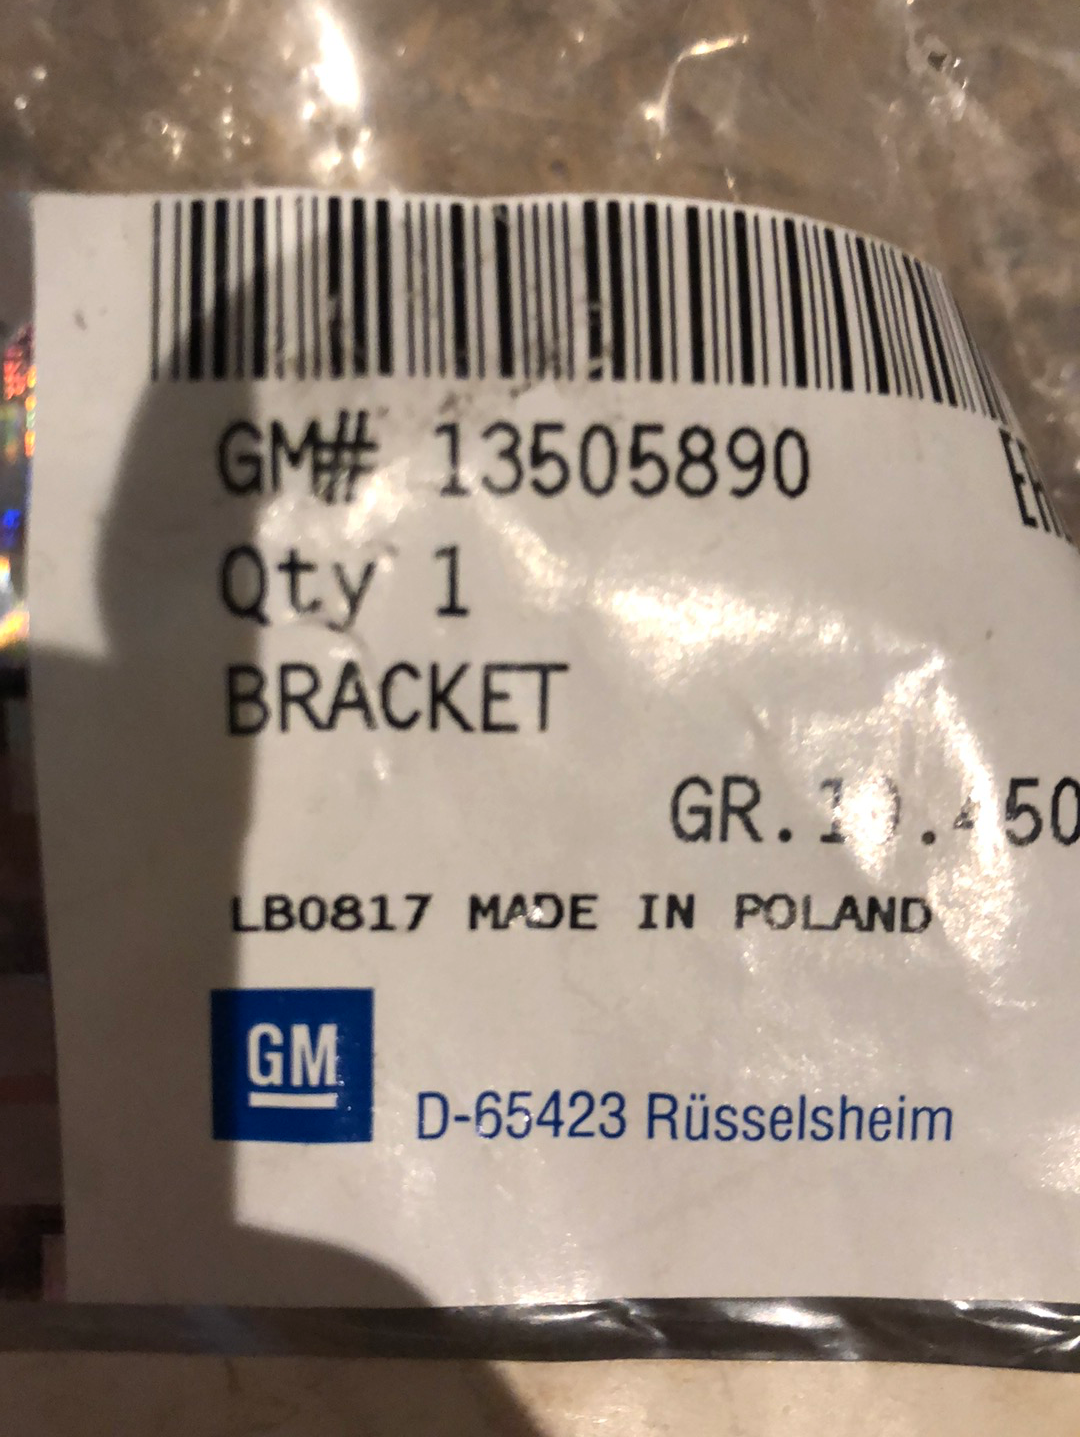 GM# 13505890
Qty 1
BRACKET
LB0817 MADE IN POLAND
GM
D-65423 Rüsselsheim